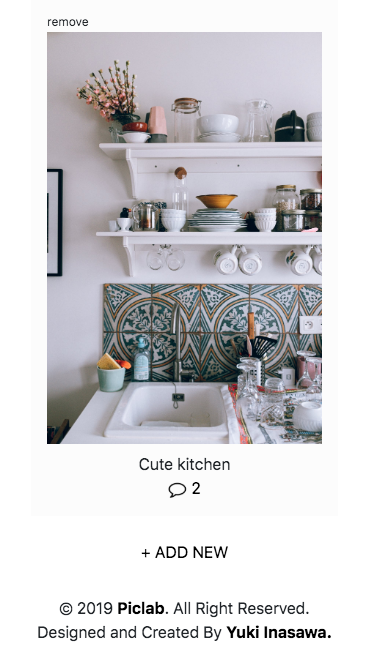 remove
Cute kitchen
2
+ ADD NEW
© 2019 Piclab. All Right Reserved.
Designed and Created By Yuki Inasawa.